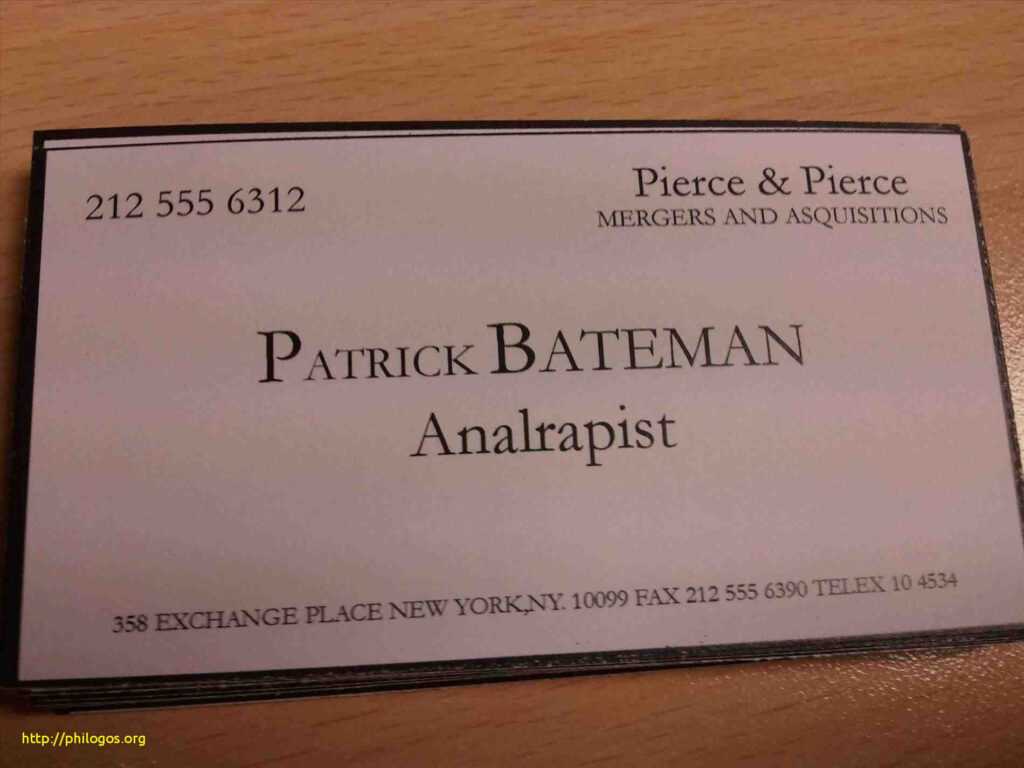 212 555 6312
Pierce & Pierce
MERGERS AND ASQUISITIONS
PATRICK BATEMAN
Analrapist
358 EXCHANGE PLACE NEW YORK,NY. 10099 FAX 212 555 6390 TELEX 10 4534
http://philogos.org